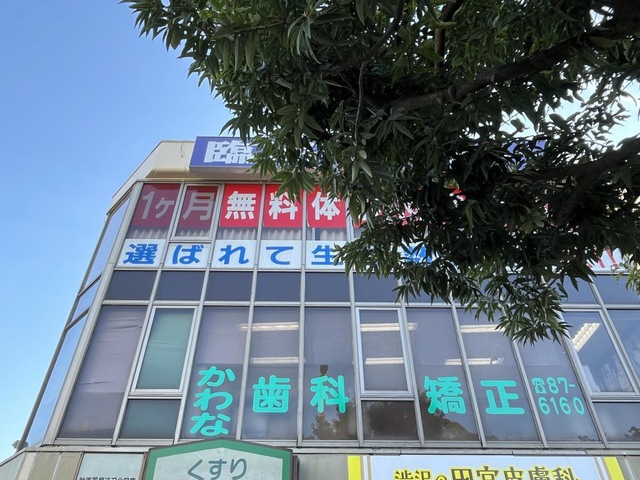 臨
1ヶ月無料体
選ばれて生
かわな歯科 矯正 ☎87-6160
くすり
渋沢の田宮皮膚科